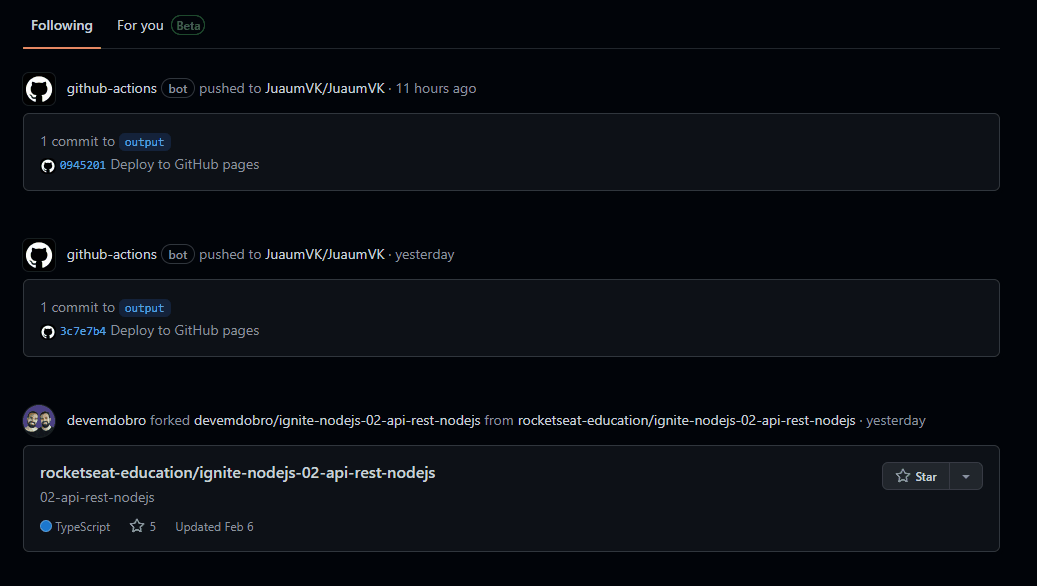 Following For you Beta
github-actions bot pushed to JuaumVK/JuaumVK · 11 hours ago
1 commit to output
0945201 Deploy to GitHub pages
github-actions bot pushed to JuaumVK/JuaumVK · yesterday
1 commit to output
3c7e7b4 Deploy to GitHub pages
devemdobro forked devemdobro/ignite-nodejs-02-api-rest-nodejs from rocketseat-education/ignite-nodejs-02-api-rest-nodejs · yesterday
rocketseat-education/ignite-nodejs-02-api-rest-nodejs Star
02-api-rest-nodejs
TypeScript 5 Updated Feb 6